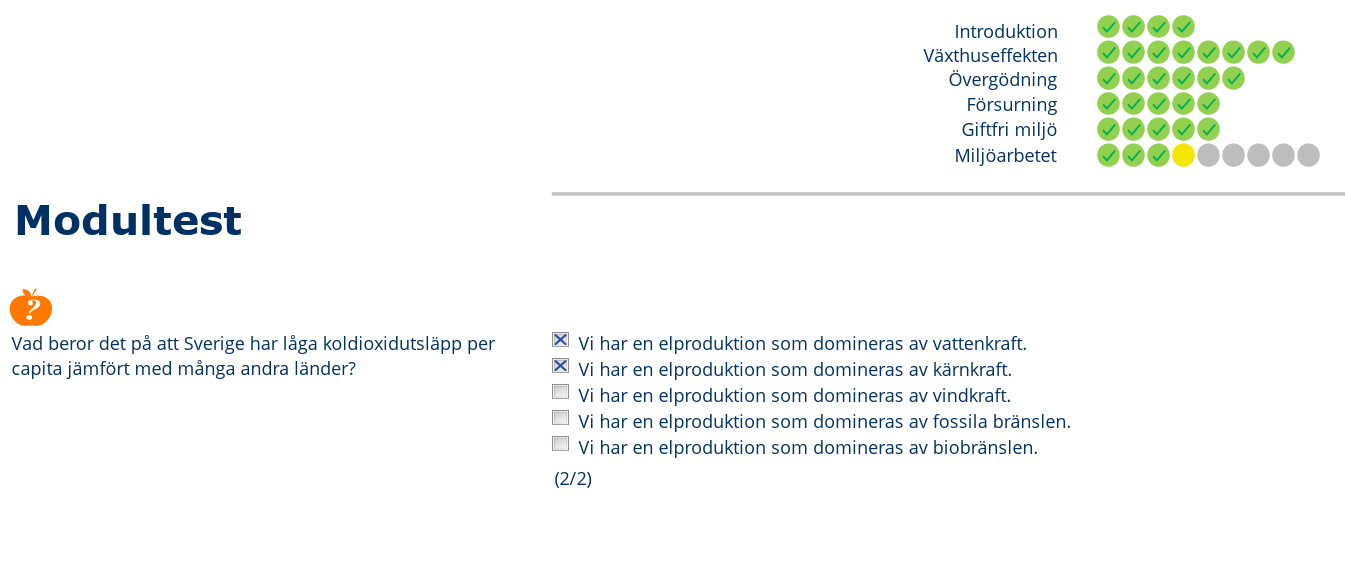 Introduktion
Växthuseffekten
Övergödning
Försurning
Giftfri miljö
Miljöarbetet
Modultest
?
Vad beror det på att Sverige har låga koldioxidutsläpp per
capita jämfört med många andra länder?
Vi har en elproduktion som domineras av vattenkraft.
Vi har en elproduktion som domineras av kärnkraft.
Vi har en elproduktion som domineras av vindkraft.
Vi har en elproduktion som domineras av fossila bränslen.
Vi har en elproduktion som domineras av biobränslen.
(2/2)